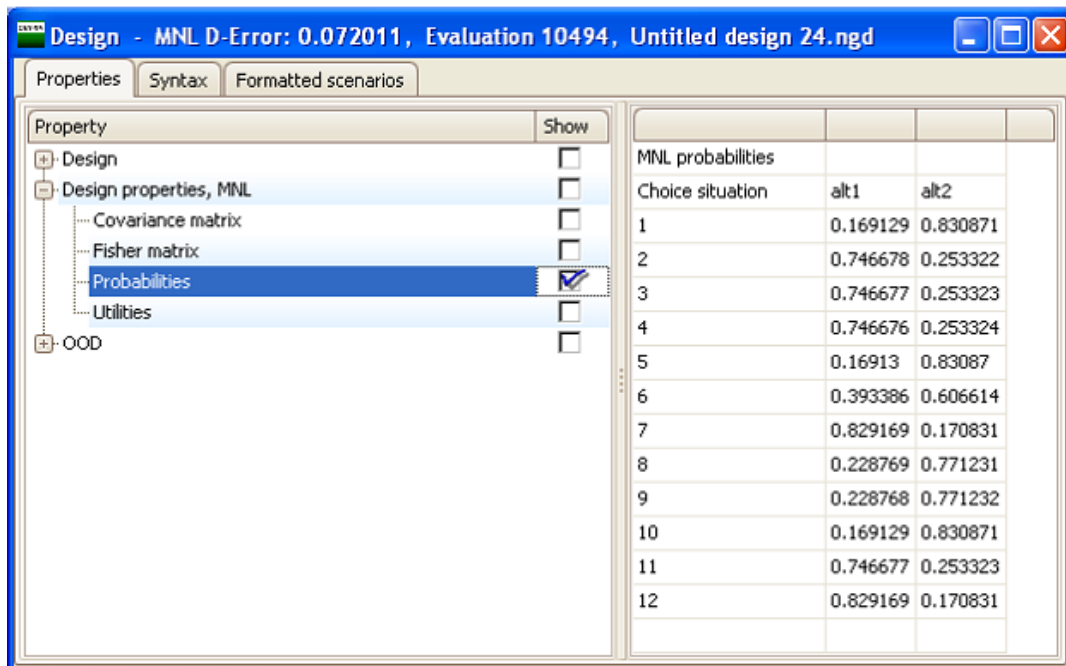 DESIGN Design - MNL D-Error: 0.072011, Evaluation 10494, Untitled design 24.ngd
Properties Syntax Formatted scenarios
Property Show
Design
Design properties, MNL
Covariance matrix
Fisher matrix
Probabilities
Utilities
OOD
MNL probabilities
Choice situation alt1 alt2
1 0.169129 0.830871
2 0.746678 0.253322
3 0.746677 0.253323
4 0.746676 0.253324
5 0.16913 0.83087
6 0.393386 0.606614
7 0.829169 0.170831
8 0.228769 0.771231
9 0.228768 0.771232
10 0.169129 0.830871
11 0.746677 0.253323
12 0.829169 0.170831